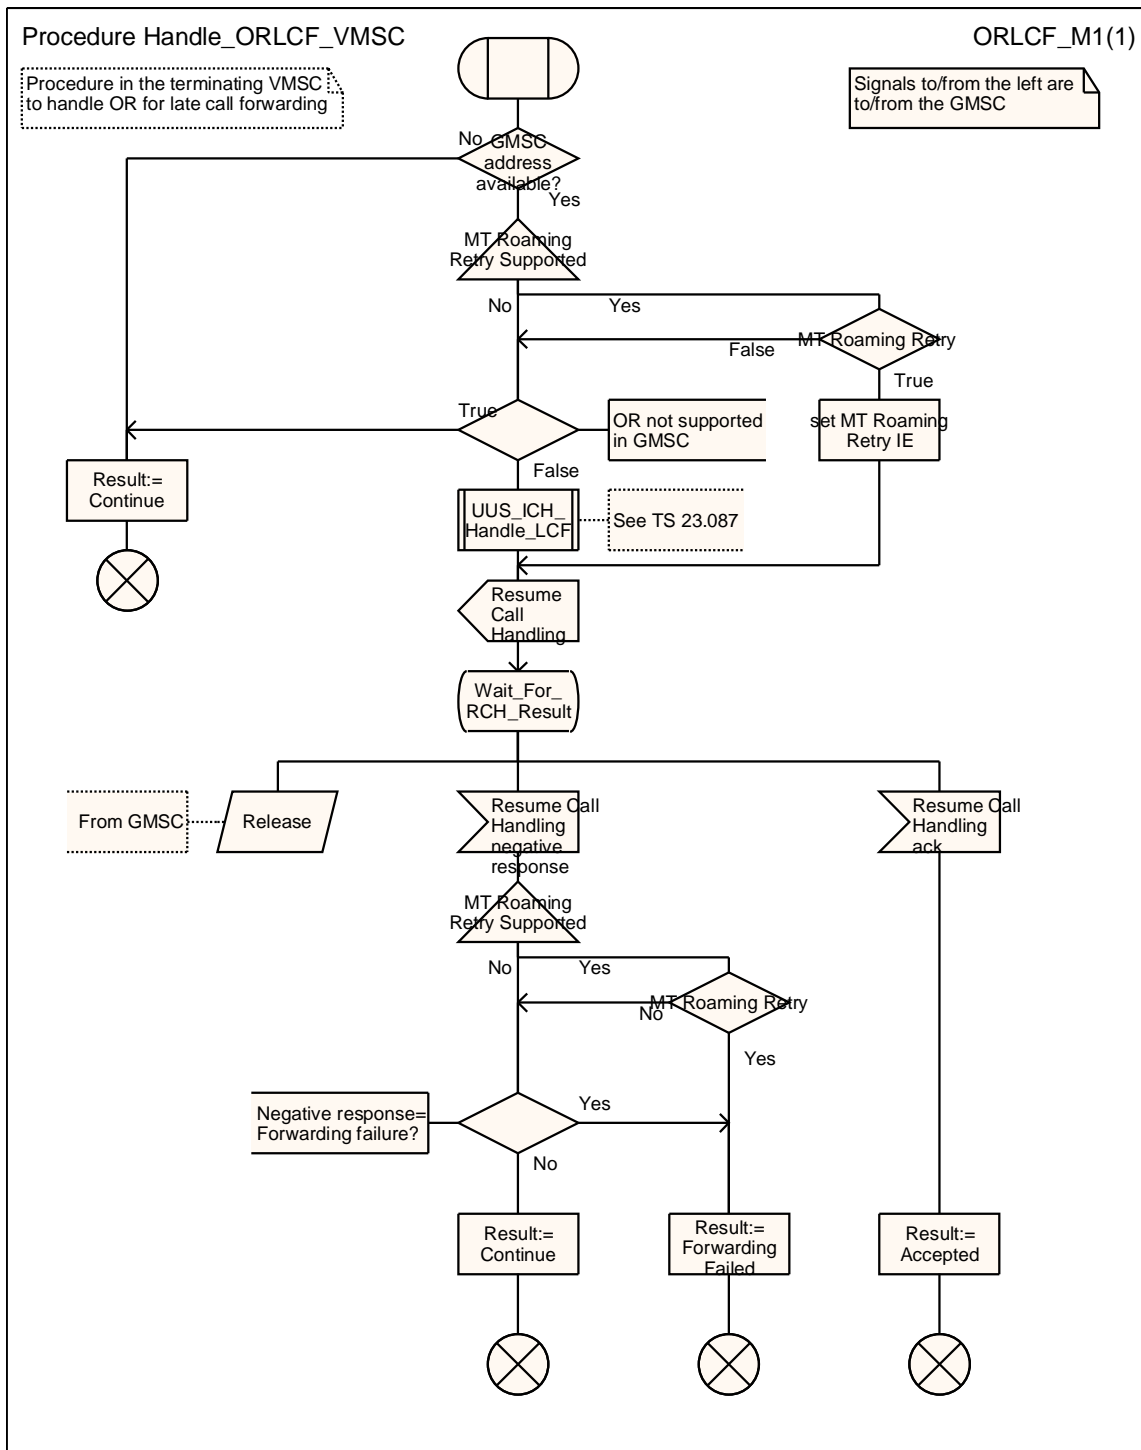 Procedure Handle_ORLCF_VMSC
ORLCF_M1(1)
Procedure in the terminating VMSC
to handle OR for late call forwarding
Signals to/from the left are
to/from the GMSC
No
GMSC
address
available?
Yes
MT Roaming
Retry Supported
No
Yes
MT Roaming Retry
False
True
True
OR not supported
in GMSC
set MT Roaming
Retry IE
False
Result:=
Continue
UUS_ICH_
Handle_LCF
See TS 23.087
Resume
Call
Handling
Wait_For_
RCH_Result
From GMSC
Release
Resume Call
Handling
negative
response
Resume Call
Handling
ack
MT Roaming
Retry Supported
No
Yes
MT Roaming Retry
No
Yes
Negative response=
Forwarding failure?
Yes
No
Result:=
Continue
Result:=
Forwarding
Failed
Result:=
Accepted